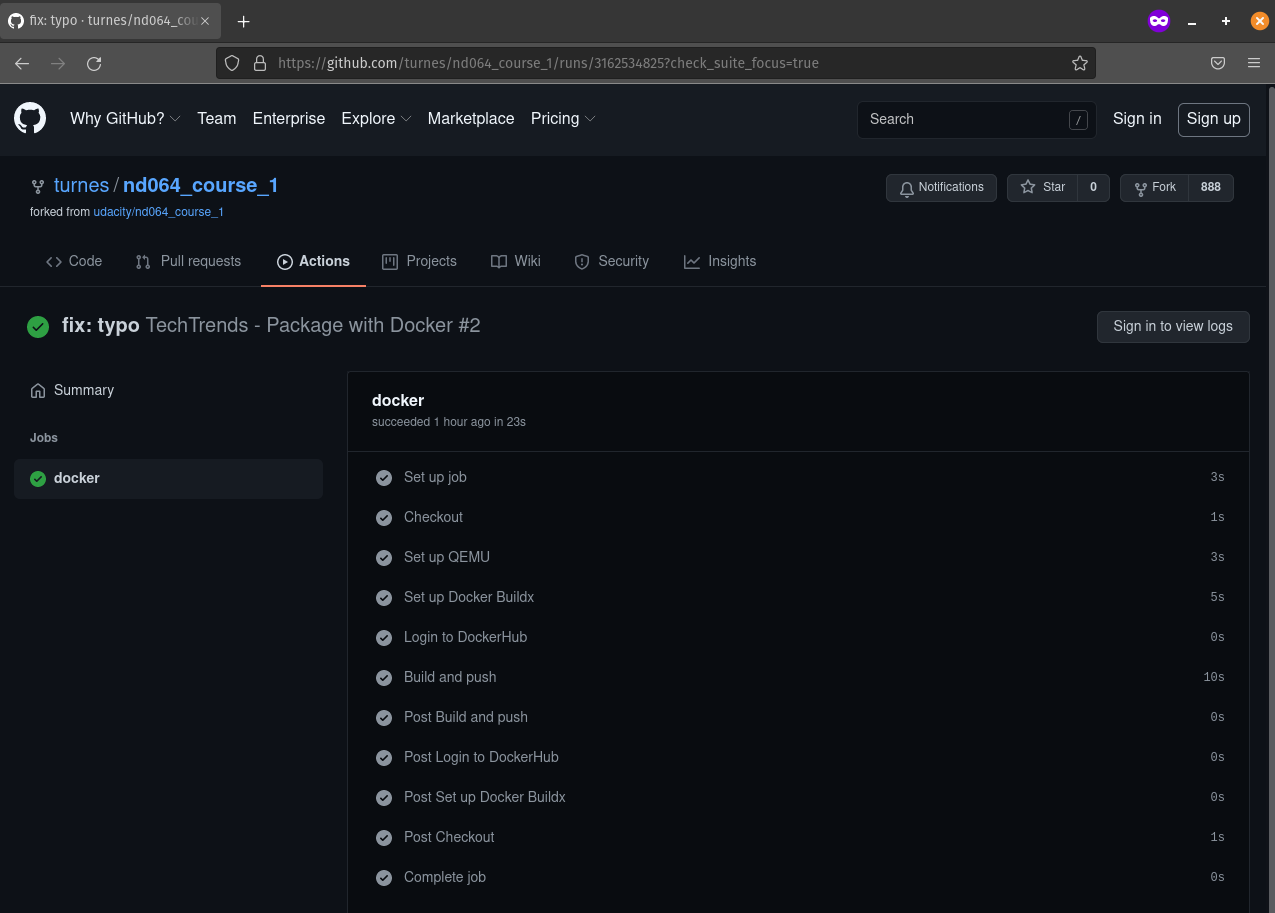 fix: typo · turnes/nd064_cou
https://github.com/turnes/nd064_course_1/runs/3162534825?check_suite_focus=true
Why GitHub? Team Enterprise Explore Marketplace Pricing Search / Sign in Sign up
turnes / nd064_course_1 Notifications Star 0 Fork 888
forked from udacity/nd064_course_1
Code Pull requests Actions Projects Wiki Security Insights
fix: typo TechTrends - Package with Docker #2 Sign in to view logs
Summary
Jobs
docker
docker
succeeded 1 hour ago in 23s
Set up job 3s
Checkout 1s
Set up QEMU 3s
Set up Docker Buildx 5s
Login to DockerHub 0s
Build and push 10s
Post Build and push 0s
Post Login to DockerHub 0s
Post Set up Docker Buildx 0s
Post Checkout 1s
Complete job 0s